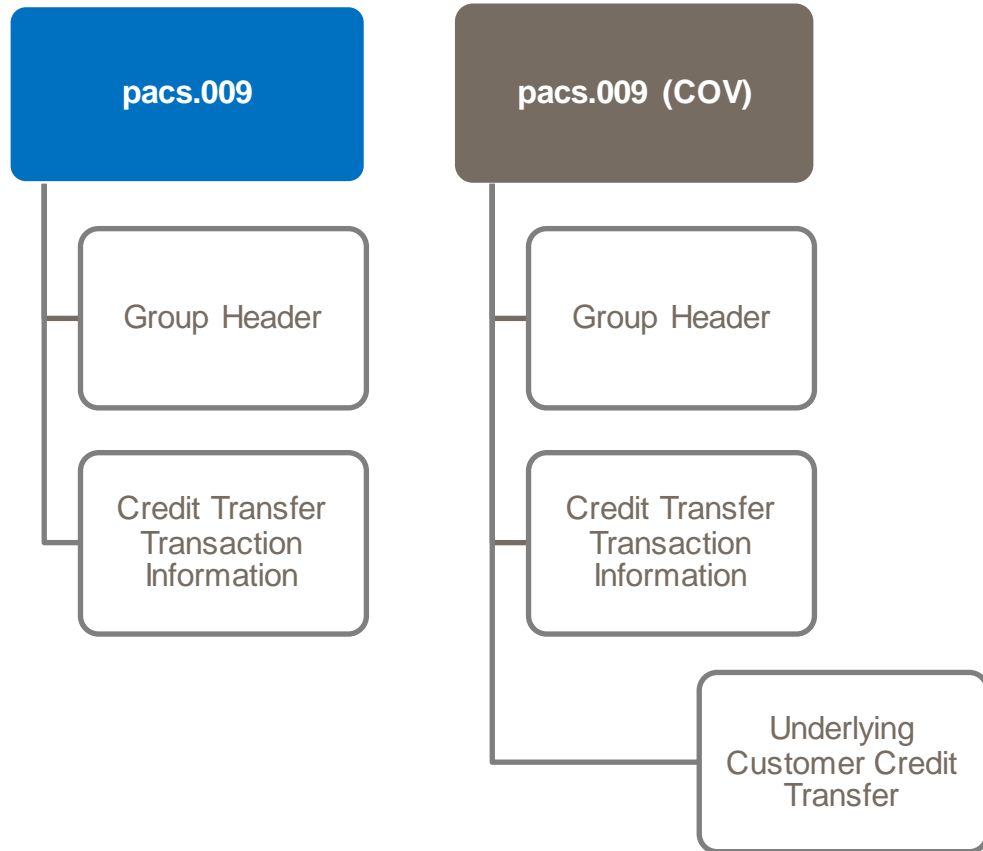 pacs.009
Group Header
Credit Transfer
Transaction
Information
pacs.009 (COV)
Group Header
Credit Transfer
Transaction
Information
Underlying
Customer Credit
Transfer